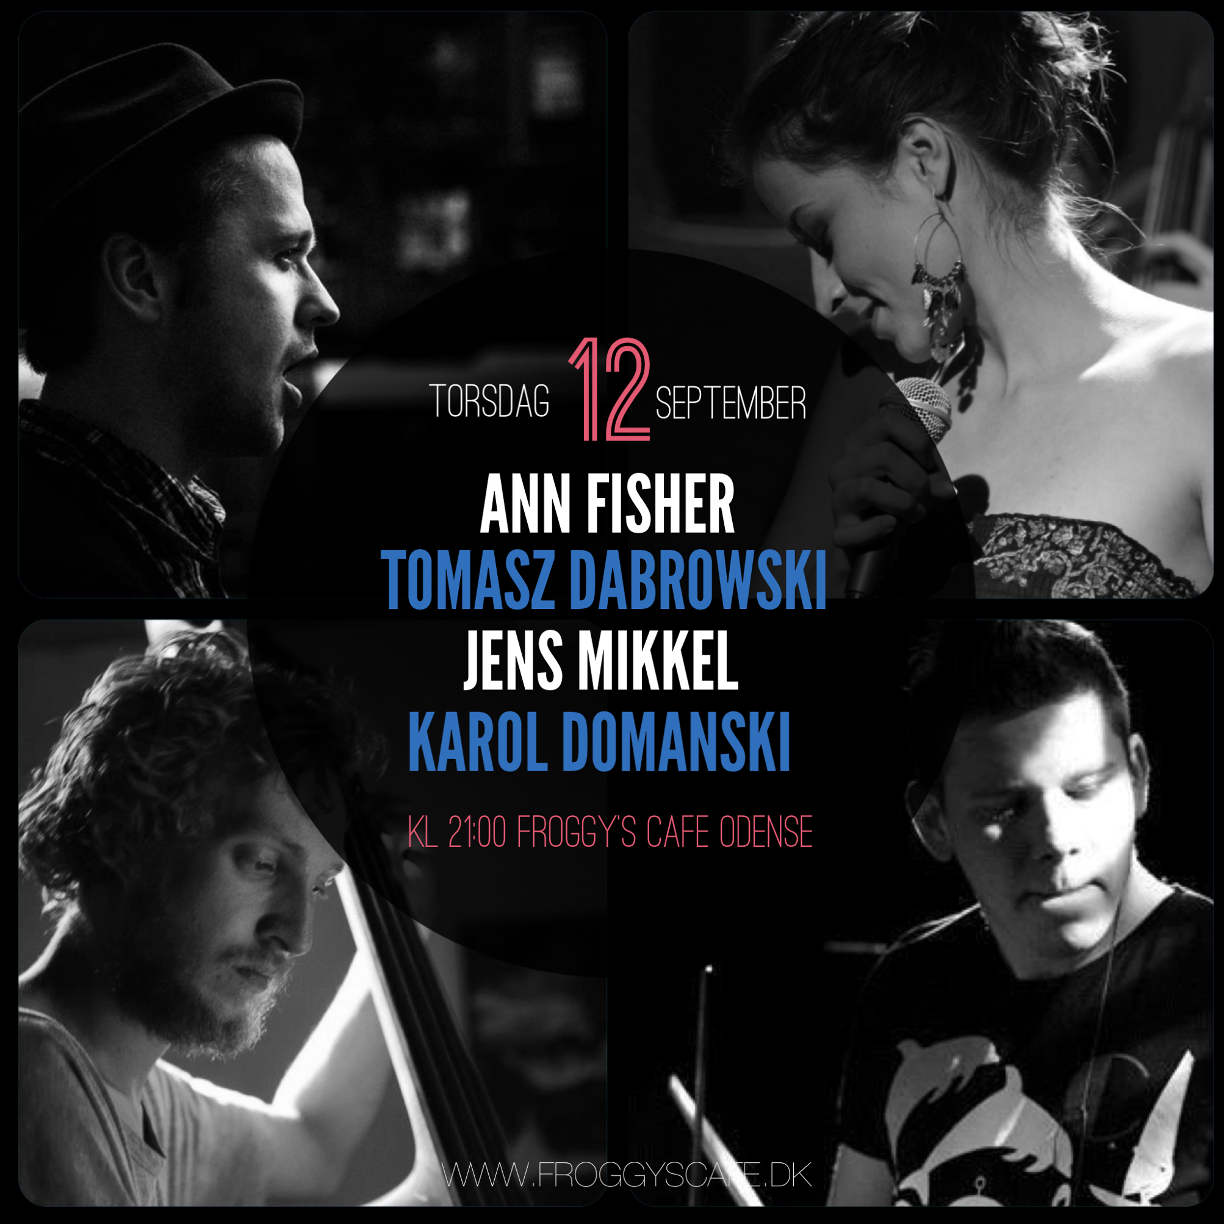 TORSDAG 12 SEPTEMBER
ANN FISHER
TOMASZ DABROWSKI
JENS MIKKEL
KAROL DOMANSKI
KL 21:00 FROGGY'S CAFE ODENSE
WWW.FROGGYSCAFE.DK